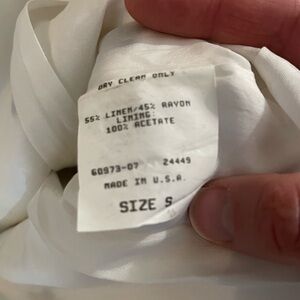 DRY CLEAN ONLY
55% LINEN/45% RAYON
LINING:
100% ACETATE
60973-07 24449
MADE IN U.S.A.
SIZE S